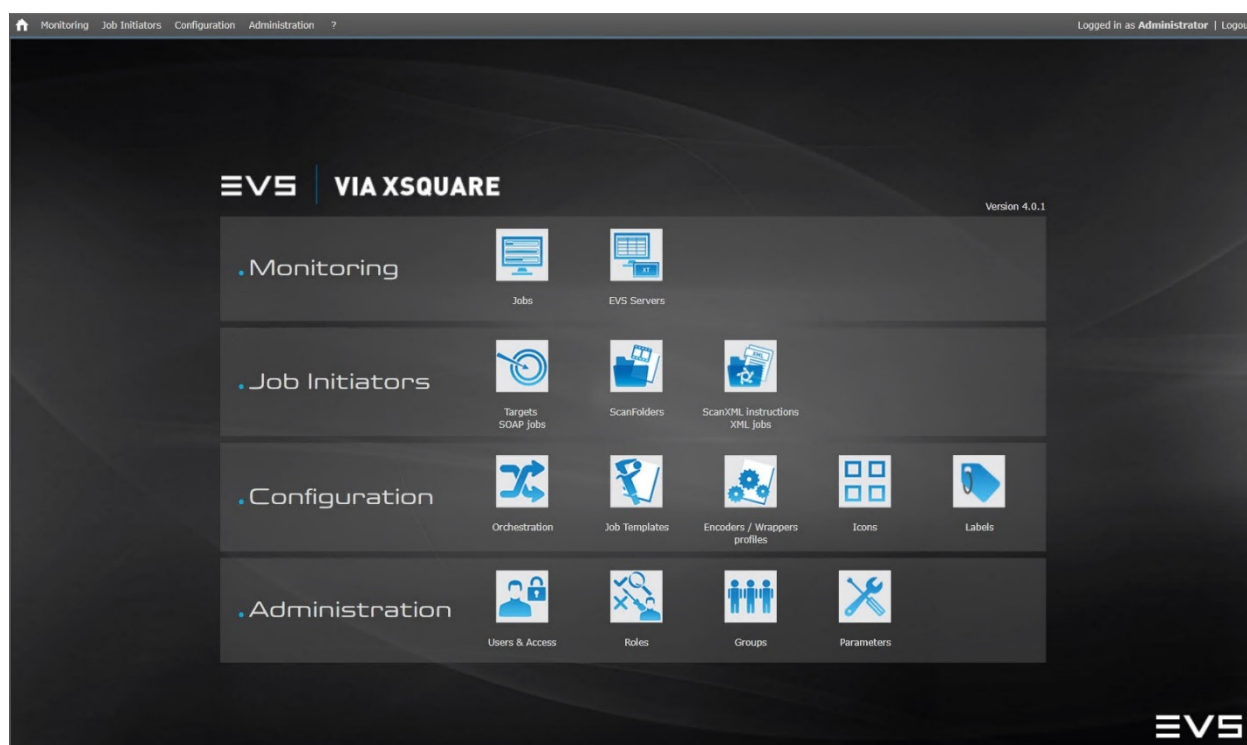 Monitoring Job Initiators Configuration Administration ?
Logged in as Administrator | Logou
EVS VIA XSQUARE
Version 4.0.1
.Monitoring
Jobs
EVS Servers
XT
.Job Initiators
Targets
SOAP jobs
ScanFolders
XML
ScanXML instructions
XML jobs
.Configuration
Orchestration
Job Templates
Encoders / Wrappers
profiles
Icons
Labels
.Administration
Users & Access
Roles
Groups
Parameters
EVS